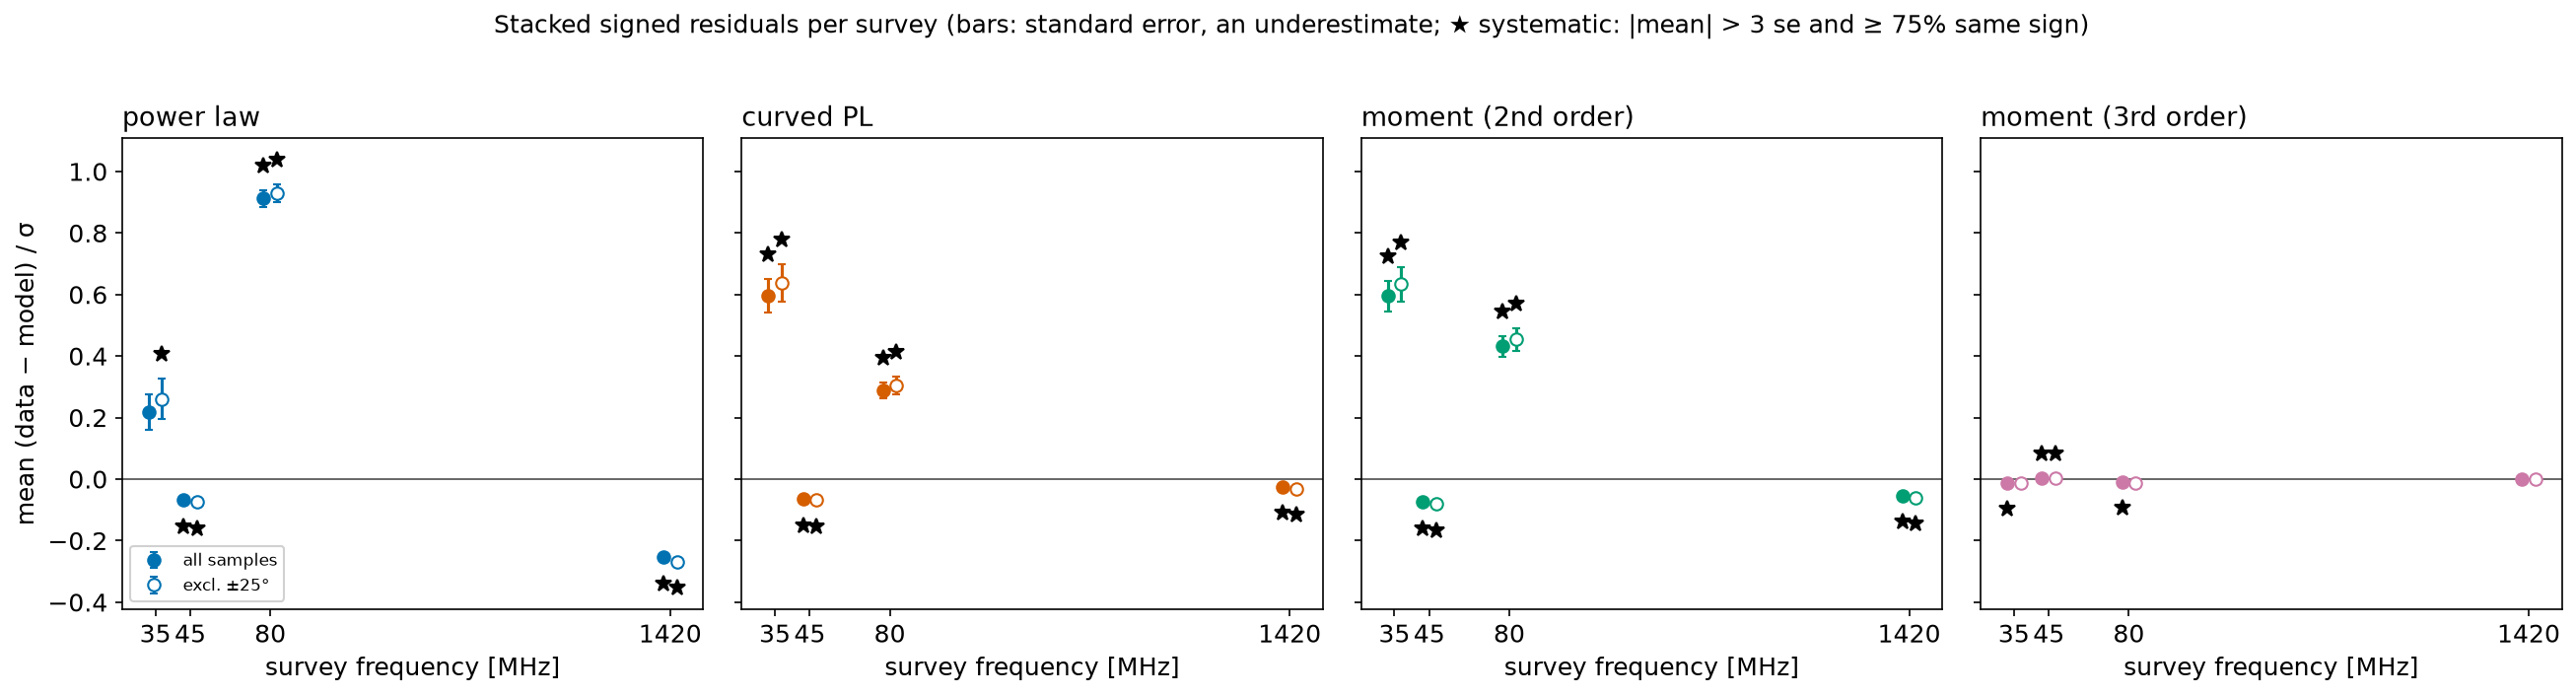 Stacked signed residuals per survey (bars: standard error, an underestimate; ★ systematic: |mean| > 3 se and ≥ 75% same sign)
power law
curved PL
moment (2nd order)
moment (3rd order)
mean (data − model) / σ
1.0
0.8
0.6
0.4
0.2
0.0
−0.2
−0.4
all samples
excl. ±25°
35 45 80 1420
35 45 80 1420
35 45 80 1420
35 45 80 1420
survey frequency [MHz]
survey frequency [MHz]
survey frequency [MHz]
survey frequency [MHz]